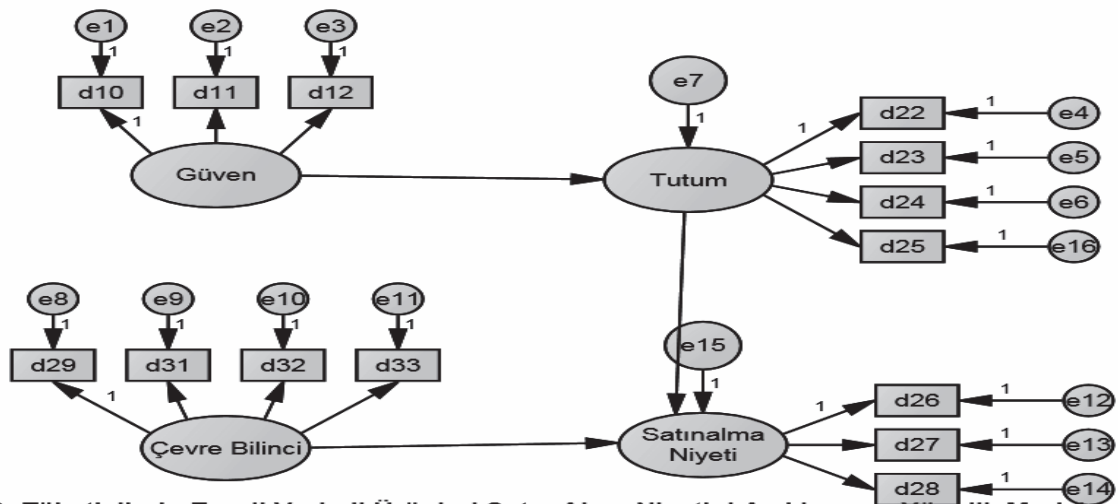 e1 e2 e3
1 1 1
d10 d11 d12
1
Güven
e7
1
Tutum
1
d22 1 e4
d23 1 e5
d24 1 e6
d25 1 e16
e8 e9 e10 e11
1 1 1 1
d29 d31 d32 d33
1
Çevre Bilinci
e15
1
Satınalma
Niyeti
1
d26 1 e12
d27 1 e13
d28 1 e14